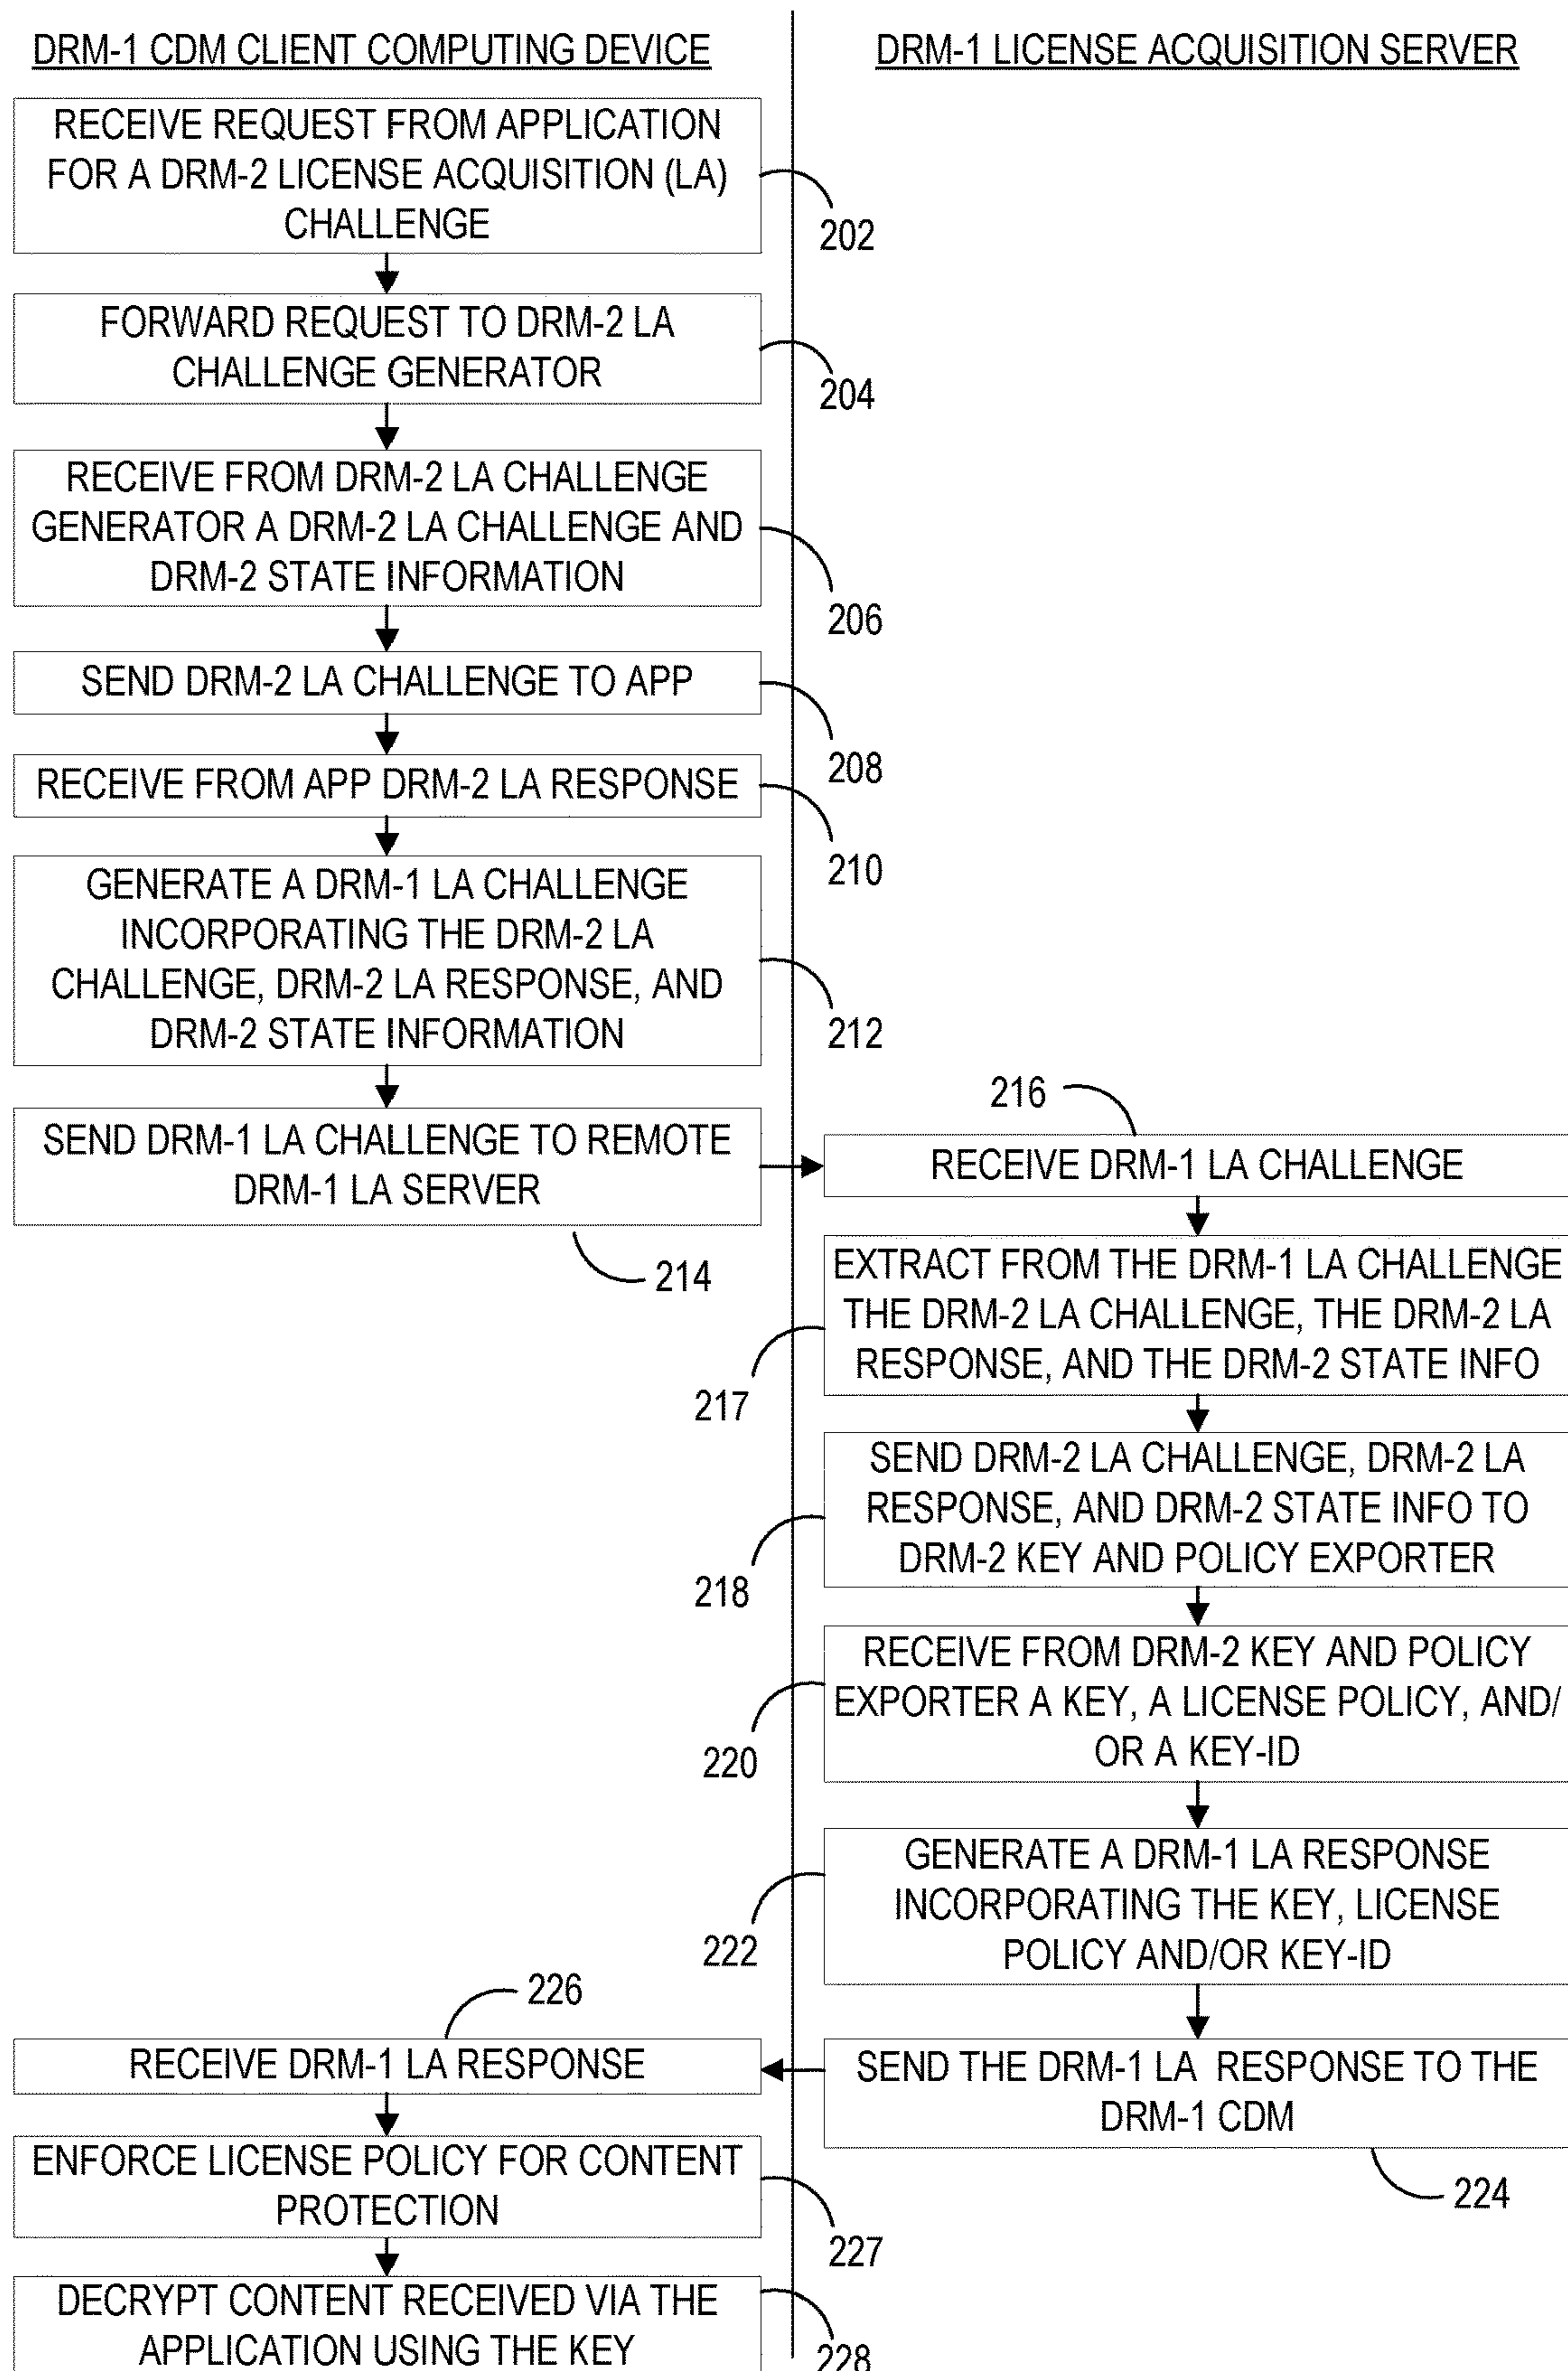 DRM-1 CDM CLIENT COMPUTING DEVICE
RECEIVE REQUEST FROM APPLICATION
FOR A DRM-2 LICENSE ACQUISITION (LA)
CHALLENGE
202
FORWARD REQUEST TO DRM-2 LA
CHALLENGE GENERATOR
204
RECEIVE FROM DRM-2 LA CHALLENGE
GENERATOR A DRM-2 LA CHALLENGE AND
DRM-2 STATE INFORMATION
206
SEND DRM-2 LA CHALLENGE TO APP
208
RECEIVE FROM APP DRM-2 LA RESPONSE
210
GENERATE A DRM-1 LA CHALLENGE
INCORPORATING THE DRM-2 LA
CHALLENGE, DRM-2 LA RESPONSE, AND
DRM-2 STATE INFORMATION
212
SEND DRM-1 LA CHALLENGE TO REMOTE
DRM-1 LA SERVER
214
DRM-1 LICENSE ACQUISITION SERVER
216
RECEIVE DRM-1 LA CHALLENGE
EXTRACT FROM THE DRM-1 LA CHALLENGE
THE DRM-2 LA CHALLENGE, THE DRM-2 LA
RESPONSE, AND THE DRM-2 STATE INFO
217
SEND DRM-2 LA CHALLENGE, DRM-2 LA
RESPONSE, AND DRM-2 STATE INFO TO
DRM-2 KEY AND POLICY EXPORTER
218
RECEIVE FROM DRM-2 KEY AND POLICY
EXPORTER A KEY, A LICENSE POLICY, AND/
OR A KEY-ID
220
GENERATE A DRM-1 LA RESPONSE
INCORPORATING THE KEY, LICENSE
POLICY AND/OR KEY-ID
222
SEND THE DRM-1 LA RESPONSE TO THE
DRM-1 CDM
224
226
RECEIVE DRM-1 LA RESPONSE
ENFORCE LICENSE POLICY FOR CONTENT
PROTECTION
227
DECRYPT CONTENT RECEIVED VIA THE
APPLICATION USING THE KEY
228